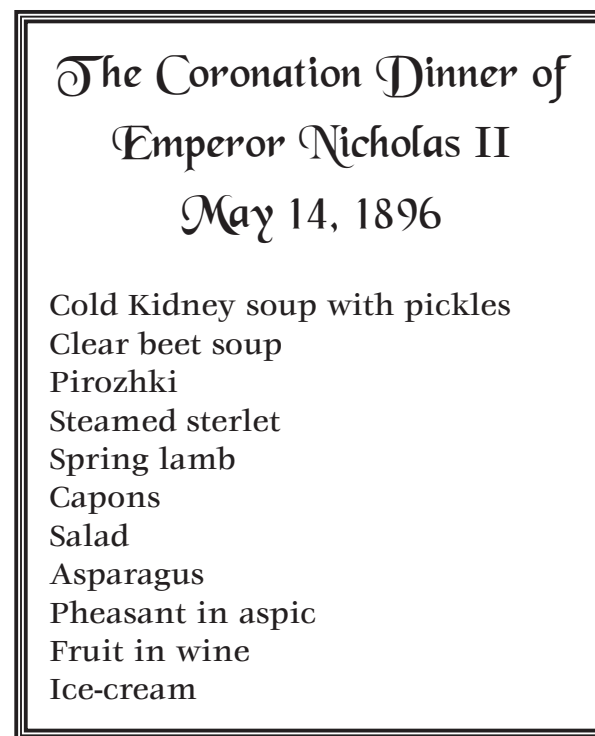 The Coronation Dinner of
Emperor Nicholas II
May 14, 1896
Cold Kidney soup with pickles
Clear beet soup
Pirozhki
Steamed sterlet
Spring lamb
Capons
Salad
Asparagus
Pheasant in aspic
Fruit in wine
Ice-cream